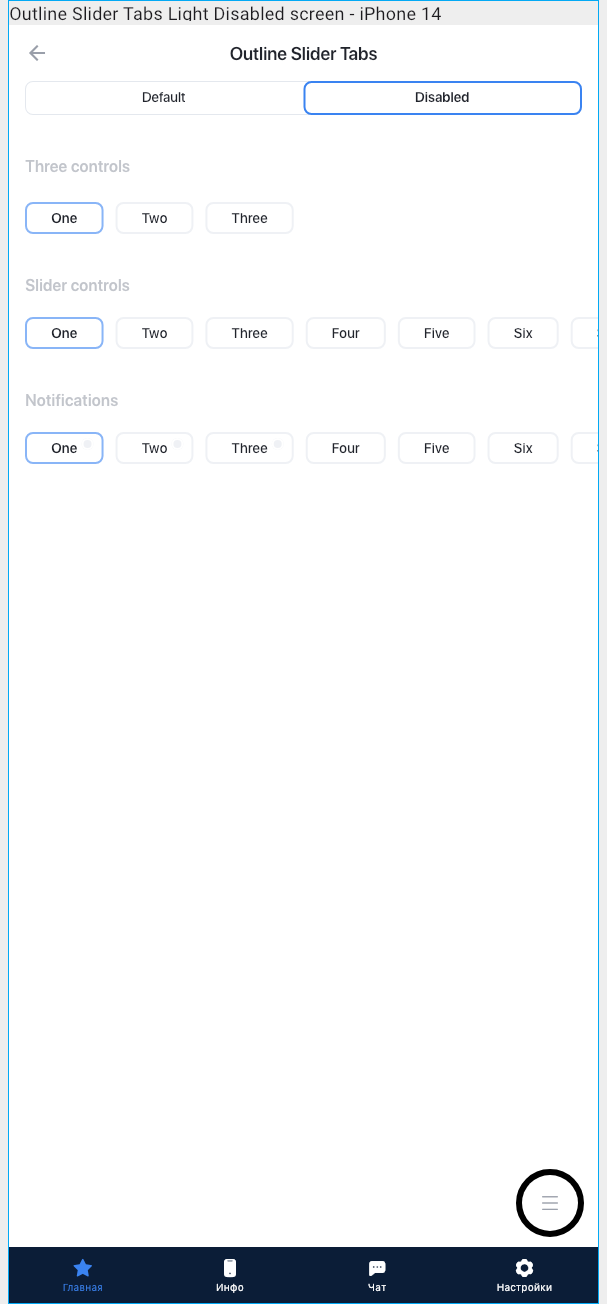 Outline Slider Tabs Light Disabled screen - iPhone 14
Outline Slider Tabs
Default Disabled
Three controls
One Two Three
Slider controls
One Two Three Four Five Six
Notifications
One Two Three Four Five Six
Главная Инфо Чат Настройки